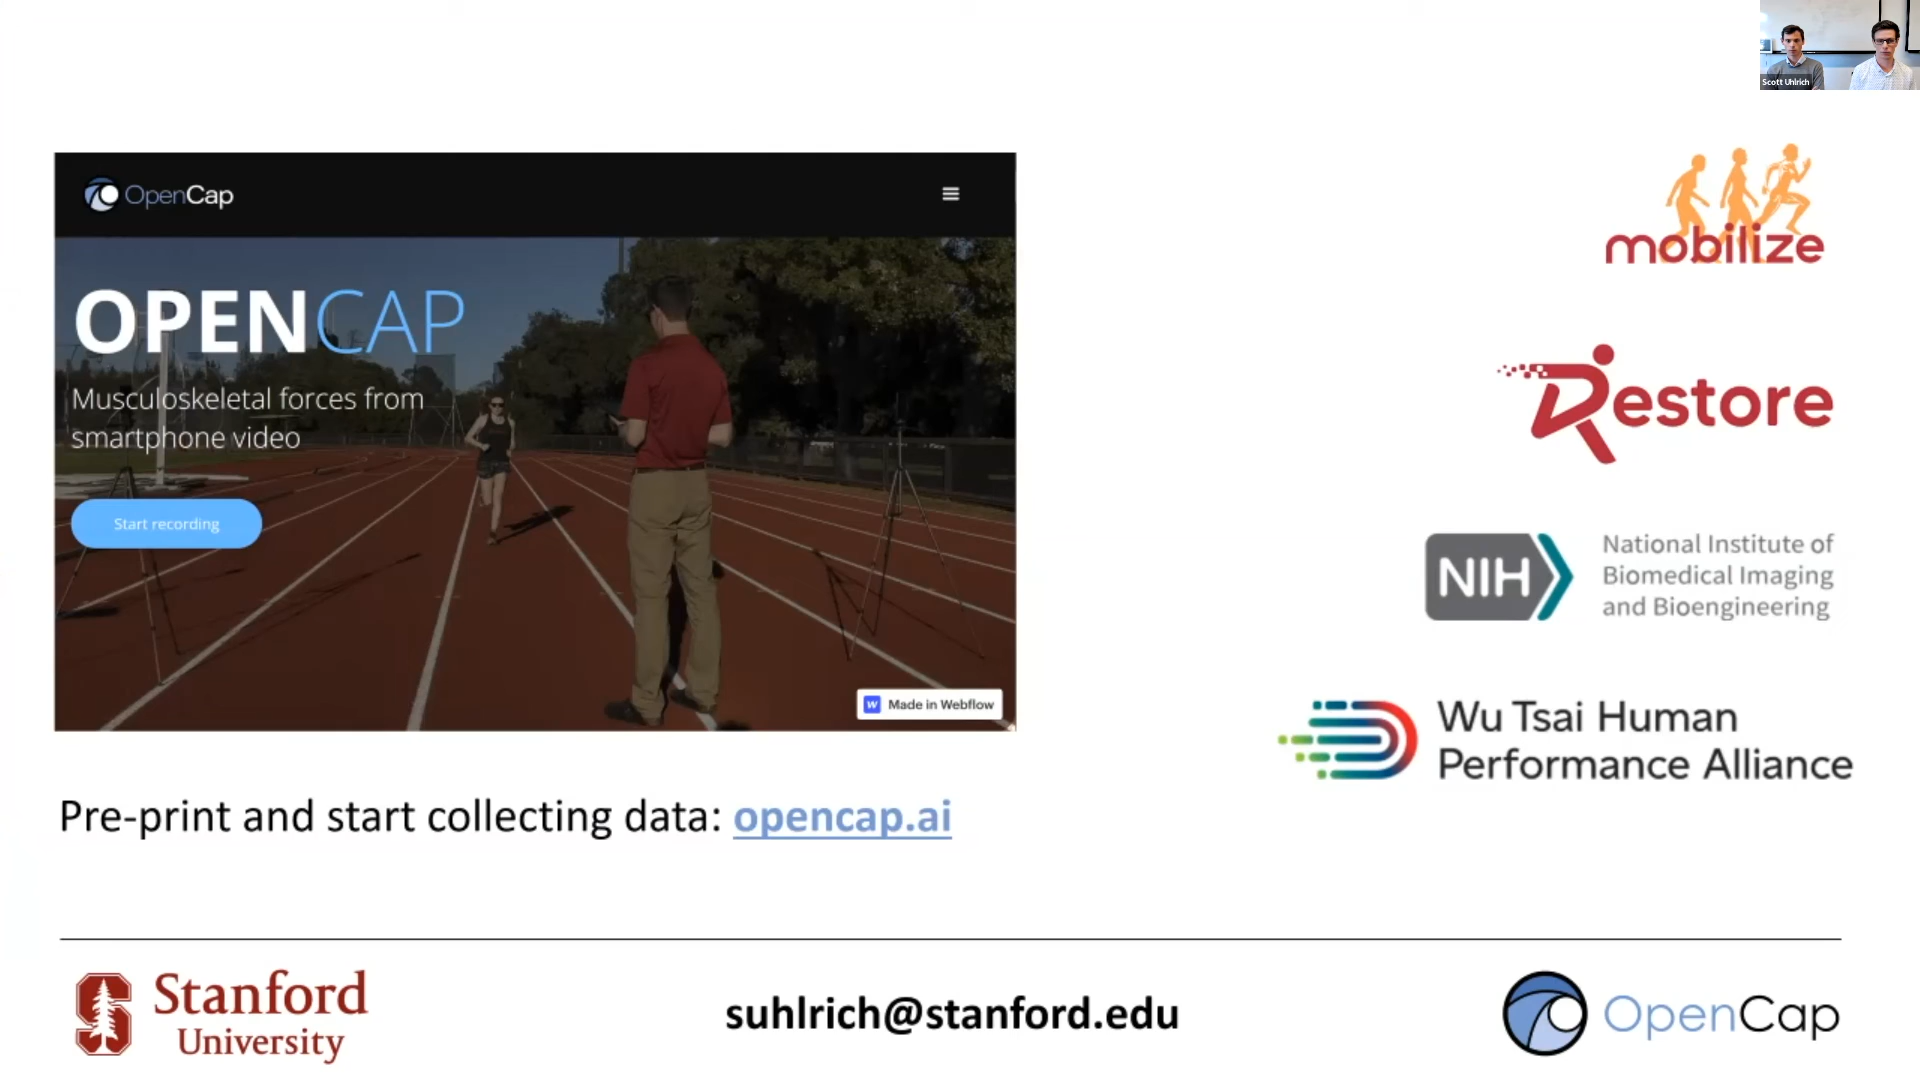 Scott Uhlrich
OpenCap
OPENCAP
Musculoskeletal forces from
smartphone video
Start recording
Made in Webflow
mobilize
Restore
NIH
National Institute of
Biomedical Imaging
and Bioengineering
Wu Tsai Human
Performance Alliance
Pre-print and start collecting data: opencap.ai
Stanford
University
suhlrich@stanford.edu
OpenCap